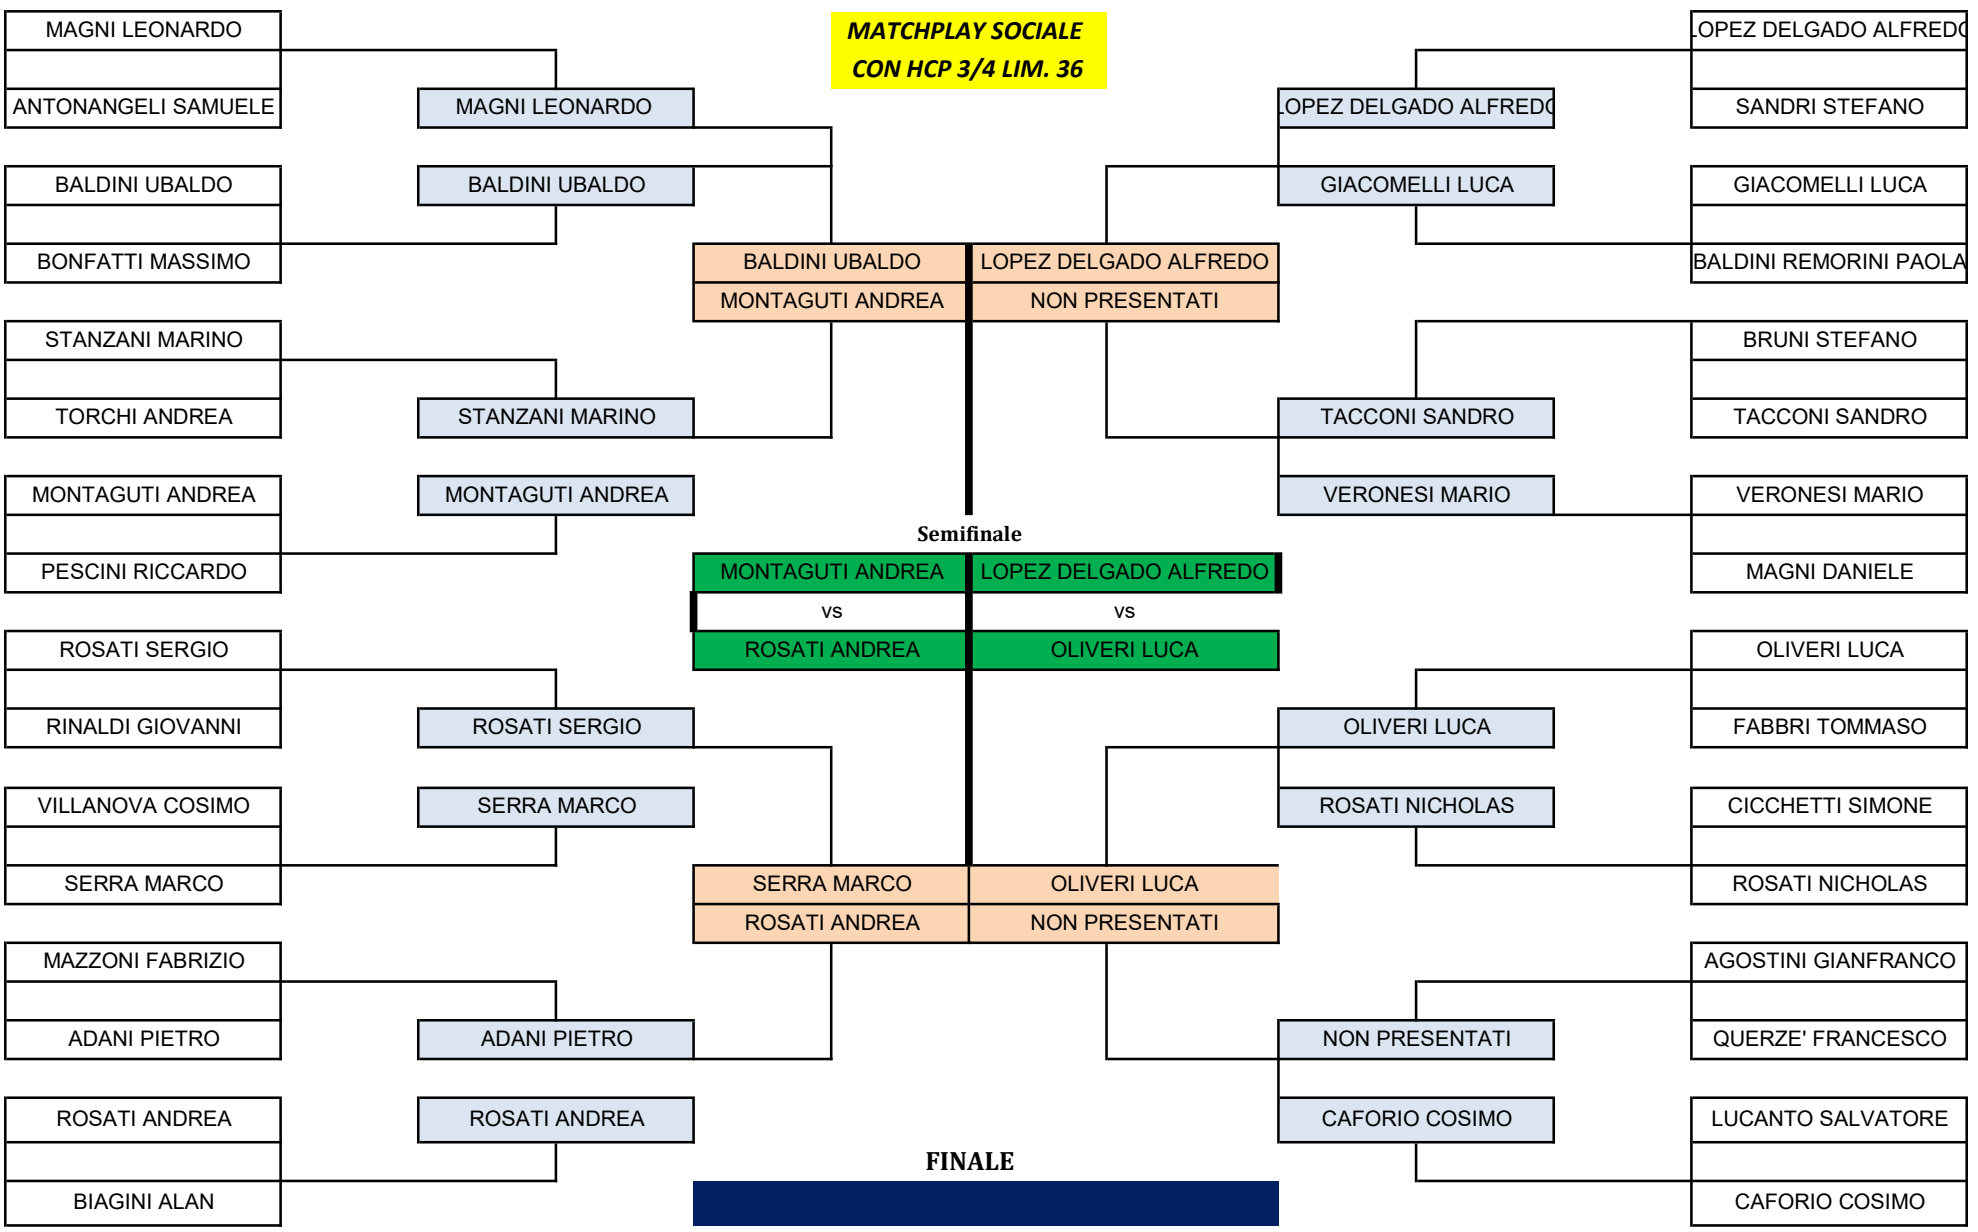 MAGNI LEONARDO
MATCHPLAY SOCIALE
CON HCP 3/4 LIM. 36
LOPEZ DELGADO ALFREDO
ANTONANGELI SAMUELE
MAGNI LEONARDO
LOPEZ DELGADO ALFREDO
SANDRI STEFANO
BALDINI UBALDO
BALDINI UBALDO
GIACOMELLI LUCA
GIACOMELLI LUCA
BONFATTI MASSIMO
BALDINI UBALDO
LOPEZ DELGADO ALFREDO
BALDINI REMORINI PAOLA
MONTAGUTI ANDREA
NON PRESENTATI
STANZANI MARINO
BRUNI STEFANO
TORCHI ANDREA
STANZANI MARINO
TACCONI SANDRO
TACCONI SANDRO
MONTAGUTI ANDREA
MONTAGUTI ANDREA
VERONESI MARIO
VERONESI MARIO
Semifinale
PESCINI RICCARDO
MONTAGUTI ANDREA
LOPEZ DELGADO ALFREDO
MAGNI DANIELE
vs
vs
ROSATI SERGIO
ROSATI ANDREA
OLIVERI LUCA
OLIVERI LUCA
RINALDI GIOVANNI
ROSATI SERGIO
OLIVERI LUCA
FABBRI TOMMASO
VILLANOVA COSIMO
SERRA MARCO
ROSATI NICHOLAS
CICCHETTI SIMONE
SERRA MARCO
SERRA MARCO
OLIVERI LUCA
ROSATI NICHOLAS
ROSATI ANDREA
NON PRESENTATI
MAZZONI FABRIZIO
AGOSTINI GIANFRANCO
ADANI PIETRO
ADANI PIETRO
NON PRESENTATI
QUERZE' FRANCESCO
ROSATI ANDREA
ROSATI ANDREA
CAFORIO COSIMO
LUCANTO SALVATORE
FINALE
BIAGINI ALAN
CAFORIO COSIMO